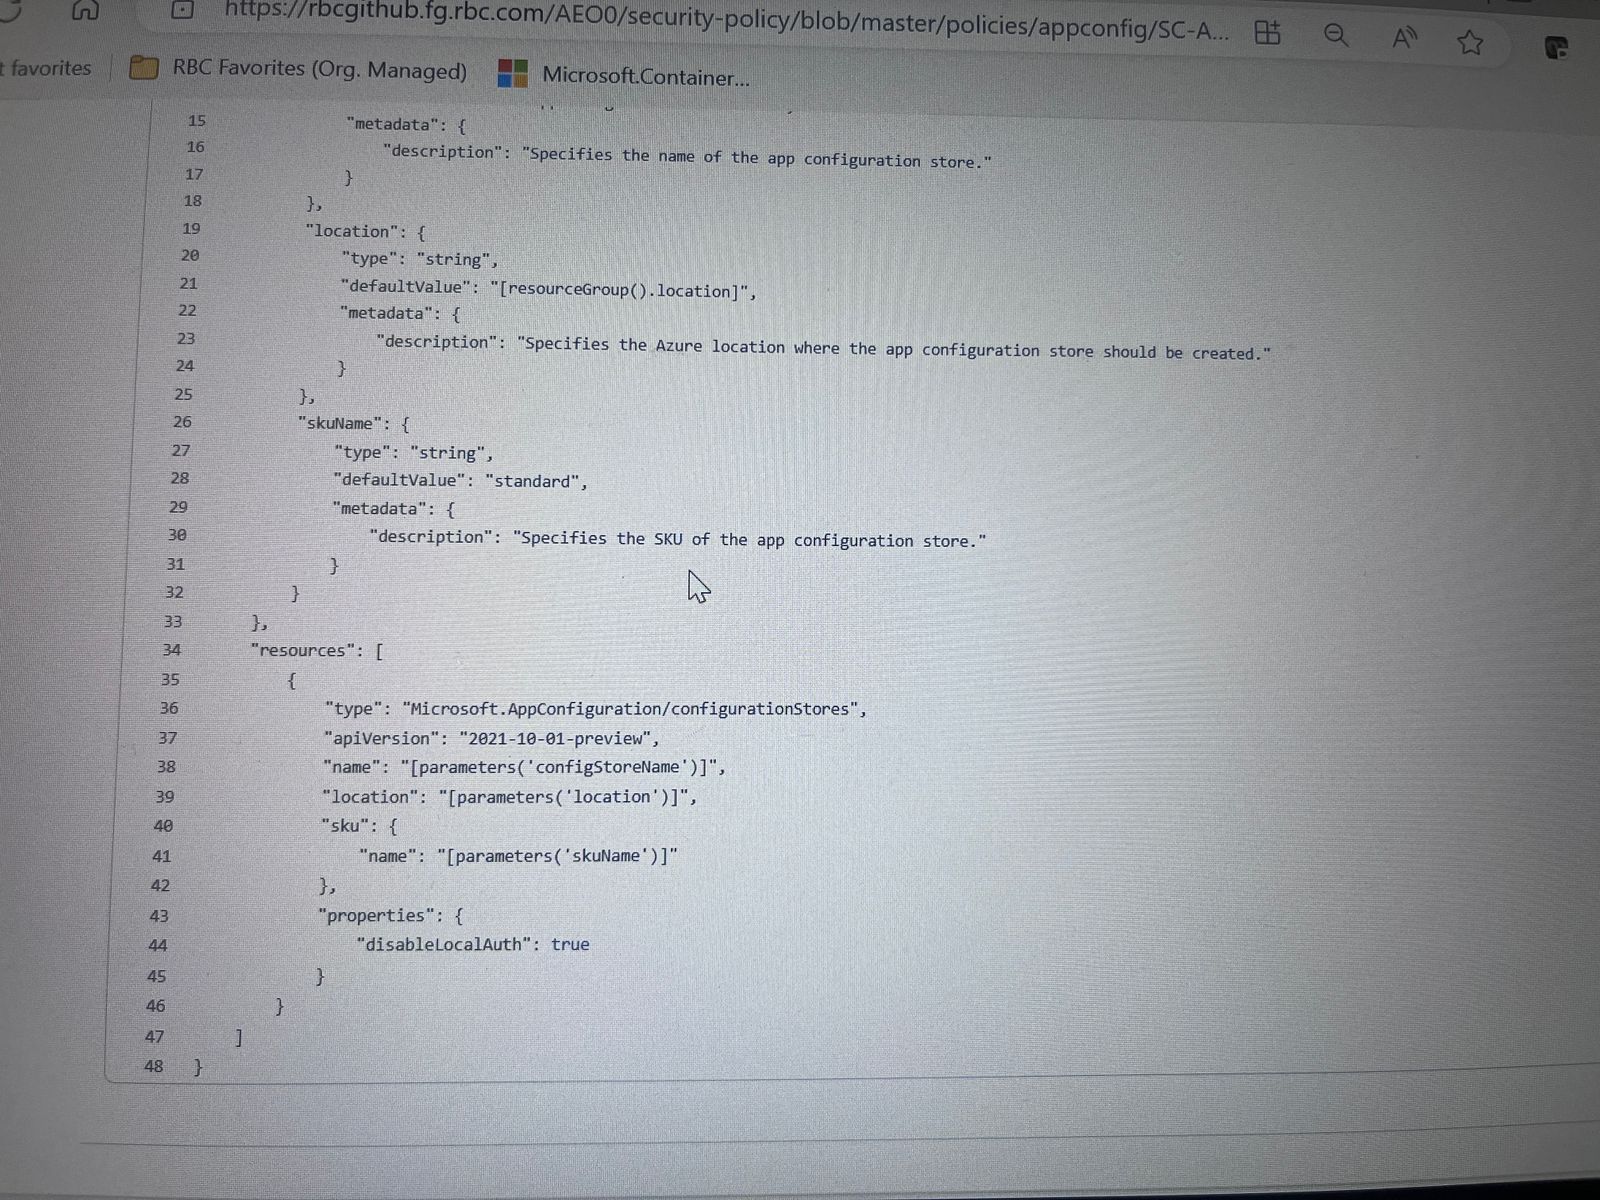 https://rbcgithub.fg.rbc.com/AEO0/security-policy/blob/master/policies/appconfig/SC-A...
favorites
RBC Favorites (Org. Managed)
Microsoft.Container...
15 "metadata": {
16 "description": "Specifies the name of the app configuration store."
17 }
18 },
19 "location": {
20 "type": "string",
21 "defaultValue": "[resourceGroup().location]",
22 "metadata": {
23 "description": "Specifies the Azure location where the app configuration store should be created."
24 }
25 },
26 "skuName": {
27 "type": "string",
28 "defaultValue": "standard",
29 "metadata": {
30 "description": "Specifies the SKU of the app configuration store."
31 }
32 }
33 },
34 "resources": [
35 {
36 "type": "Microsoft.AppConfiguration/configurationStores",
37 "apiVersion": "2021-10-01-preview",
38 "name": "[parameters('configStoreName')]",
39 "location": "[parameters('location')]",
40 "sku": {
41 "name": "[parameters('skuName')]"
42 },
43 "properties": {
44 "disableLocalAuth": true
45 }
46 }
47 ]
48 }